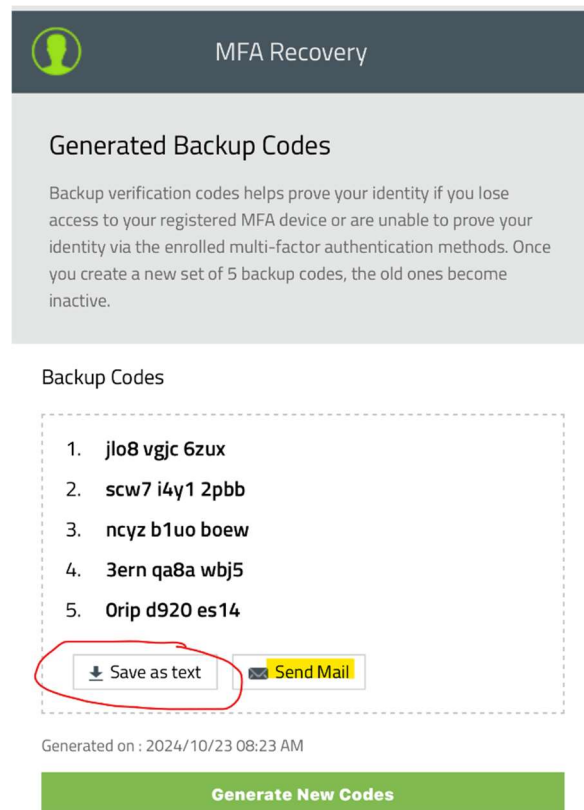 MFA Recovery
Generated Backup Codes
Backup verification codes helps prove your identity if you lose
access to your registered MFA device or are unable to prove your
identity via the enrolled multi-factor authentication methods. Once
you create a new set of 5 backup codes, the old ones become
inactive.
Backup Codes
1. jlo8 vgjc 6zux
2. scw7 i4y1 2pbb
3. ncyz b1uo boew
4. 3ern qa8a wbj5
5. 0rip d920 es14
Save as text Send Mail
Generated on : 2024/10/23 08:23 AM
Generate New Codes